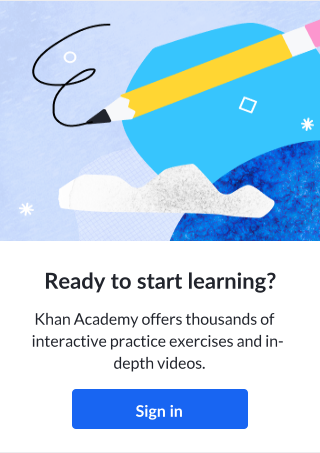 Ready to start learning?
Khan Academy offers thousands of
interactive practice exercises and in-
depth videos.
Sign in